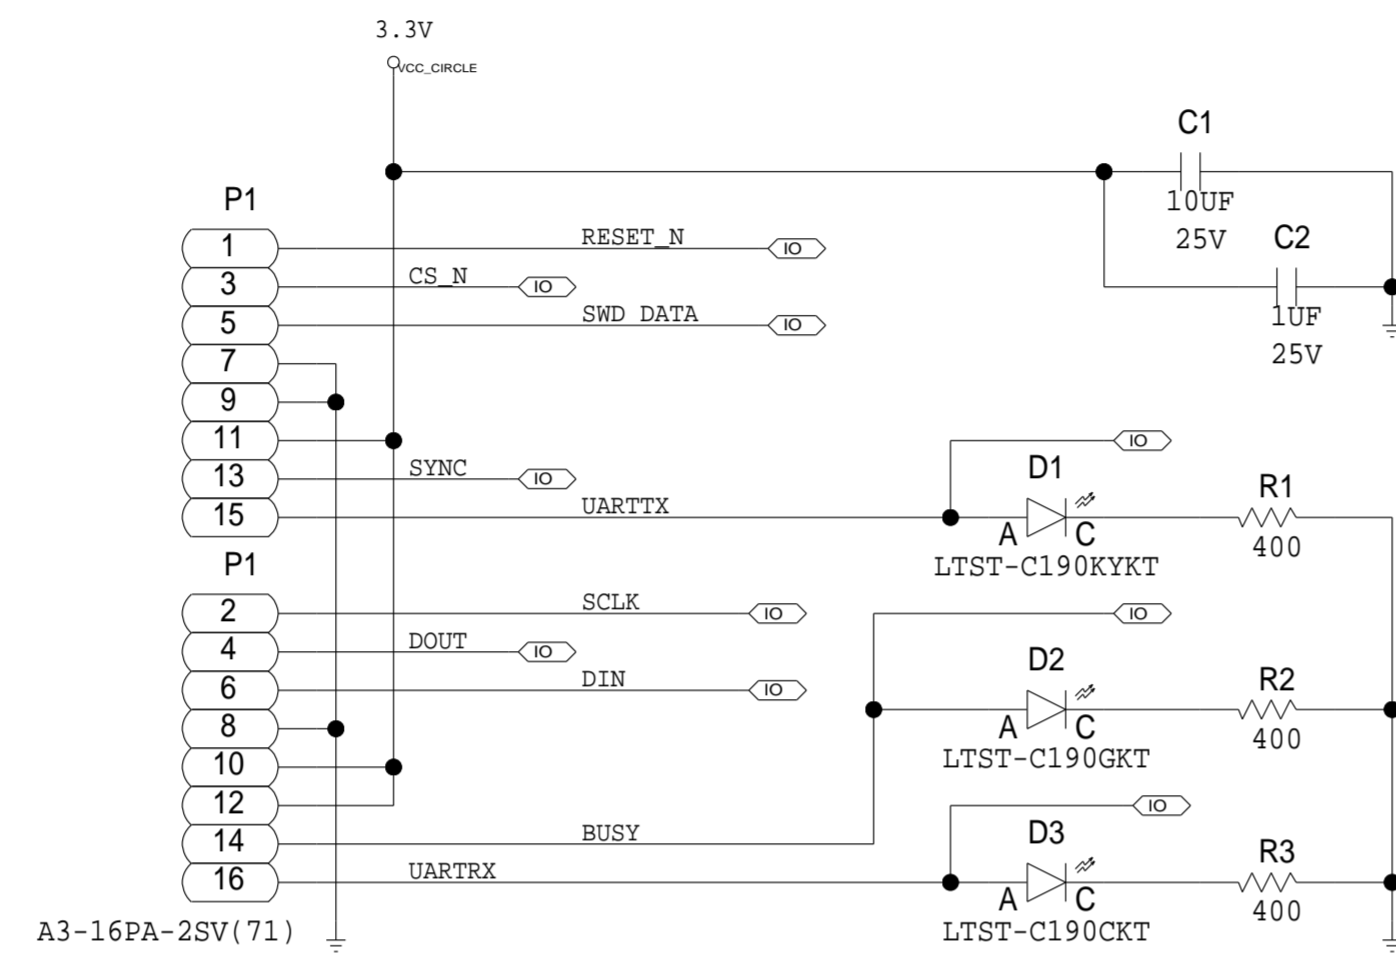 3.3V
VCC_CIRCLE
C1
10UF
25V
C2
1UF
25V
P1
1
RESET_N
IO
3
CS_N
IO
5
SWD DATA
IO
7
9
11
13
SYNC
IO
15
UARTTX
IO
D1
A
C
LTST-C190KYKT
R1
400
P1
2
SCLK
IO
4
DOUT
IO
6
DIN
IO
8
10
12
14
BUSY
16
UARTRX
IO
D2
A
C
LTST-C190GKT
R2
400
IO
D3
A
C
LTST-C190CKT
R3
400
A3-16PA-2SV(71)